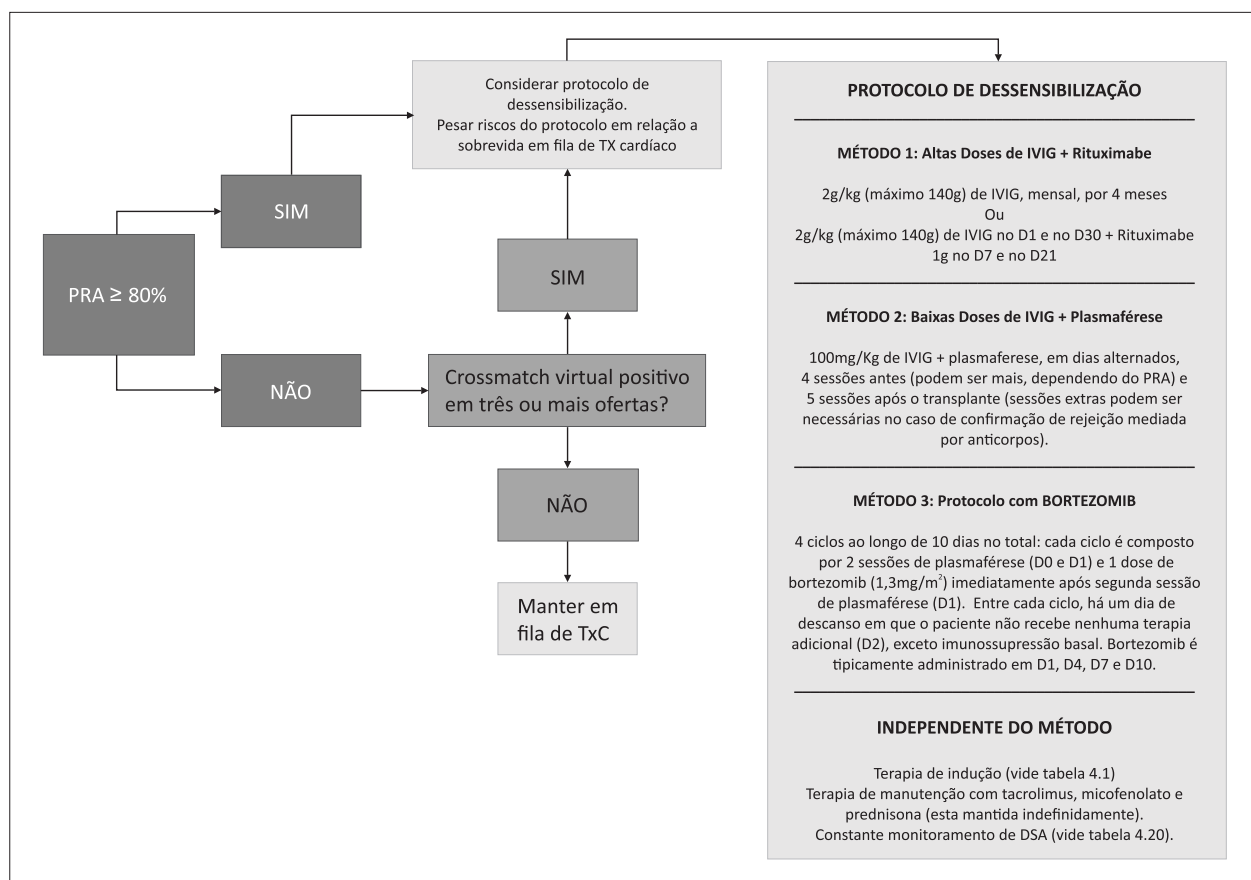 PRA ≥ 80%
SIM
NÃO
Considerar protocolo de
dessensibilização.
Pesar riscos do protocolo em relação a
sobrevida em fila de TX cardíaco
SIM
Crossmatch virtual positivo
em três ou mais ofertas?
NÃO
Manter em
fila de TxC
PROTOCOLO DE DESSENSIBILIZAÇÃO
MÉTODO 1: Altas Doses de IVIG + Rituximabe
2g/kg (máximo 140g) de IVIG, mensal, por 4 meses
Ou
2g/kg (máximo 140g) de IVIG no D1 e no D30 + Rituximabe
1g no D7 e no D21
MÉTODO 2: Baixas Doses de IVIG + Plasmaférese
100mg/Kg de IVIG + plasmaferese, em dias alternados,
4 sessões antes (podem ser mais, dependendo do PRA) e
5 sessões após o transplante (sessões extras podem ser
necessárias no caso de confirmação de rejeição mediada
por anticorpos).
MÉTODO 3: Protocolo com BORTEZOMIB
4 ciclos ao longo de 10 dias no total: cada ciclo é composto
por 2 sessões de plasmaférese (D0 e D1) e 1 dose de
bortezomib (1,3mg/m²) imediatamente após segunda sessão
de plasmaférese (D1). Entre cada ciclo, há um dia de
descanso em que o paciente não recebe nenhuma terapia
adicional (D2), exceto imunossupressão basal. Bortezomib é
tipicamente administrado em D1, D4, D7 e D10.
INDEPENDENTE DO MÉTODO
Terapia de indução (vide tabela 4.1)
Terapia de manutenção com tacrolimus, micofenolato e
prednisona (esta mantida indefinidamente).
Constante monitoramento de DSA (vide tabela 4.20).